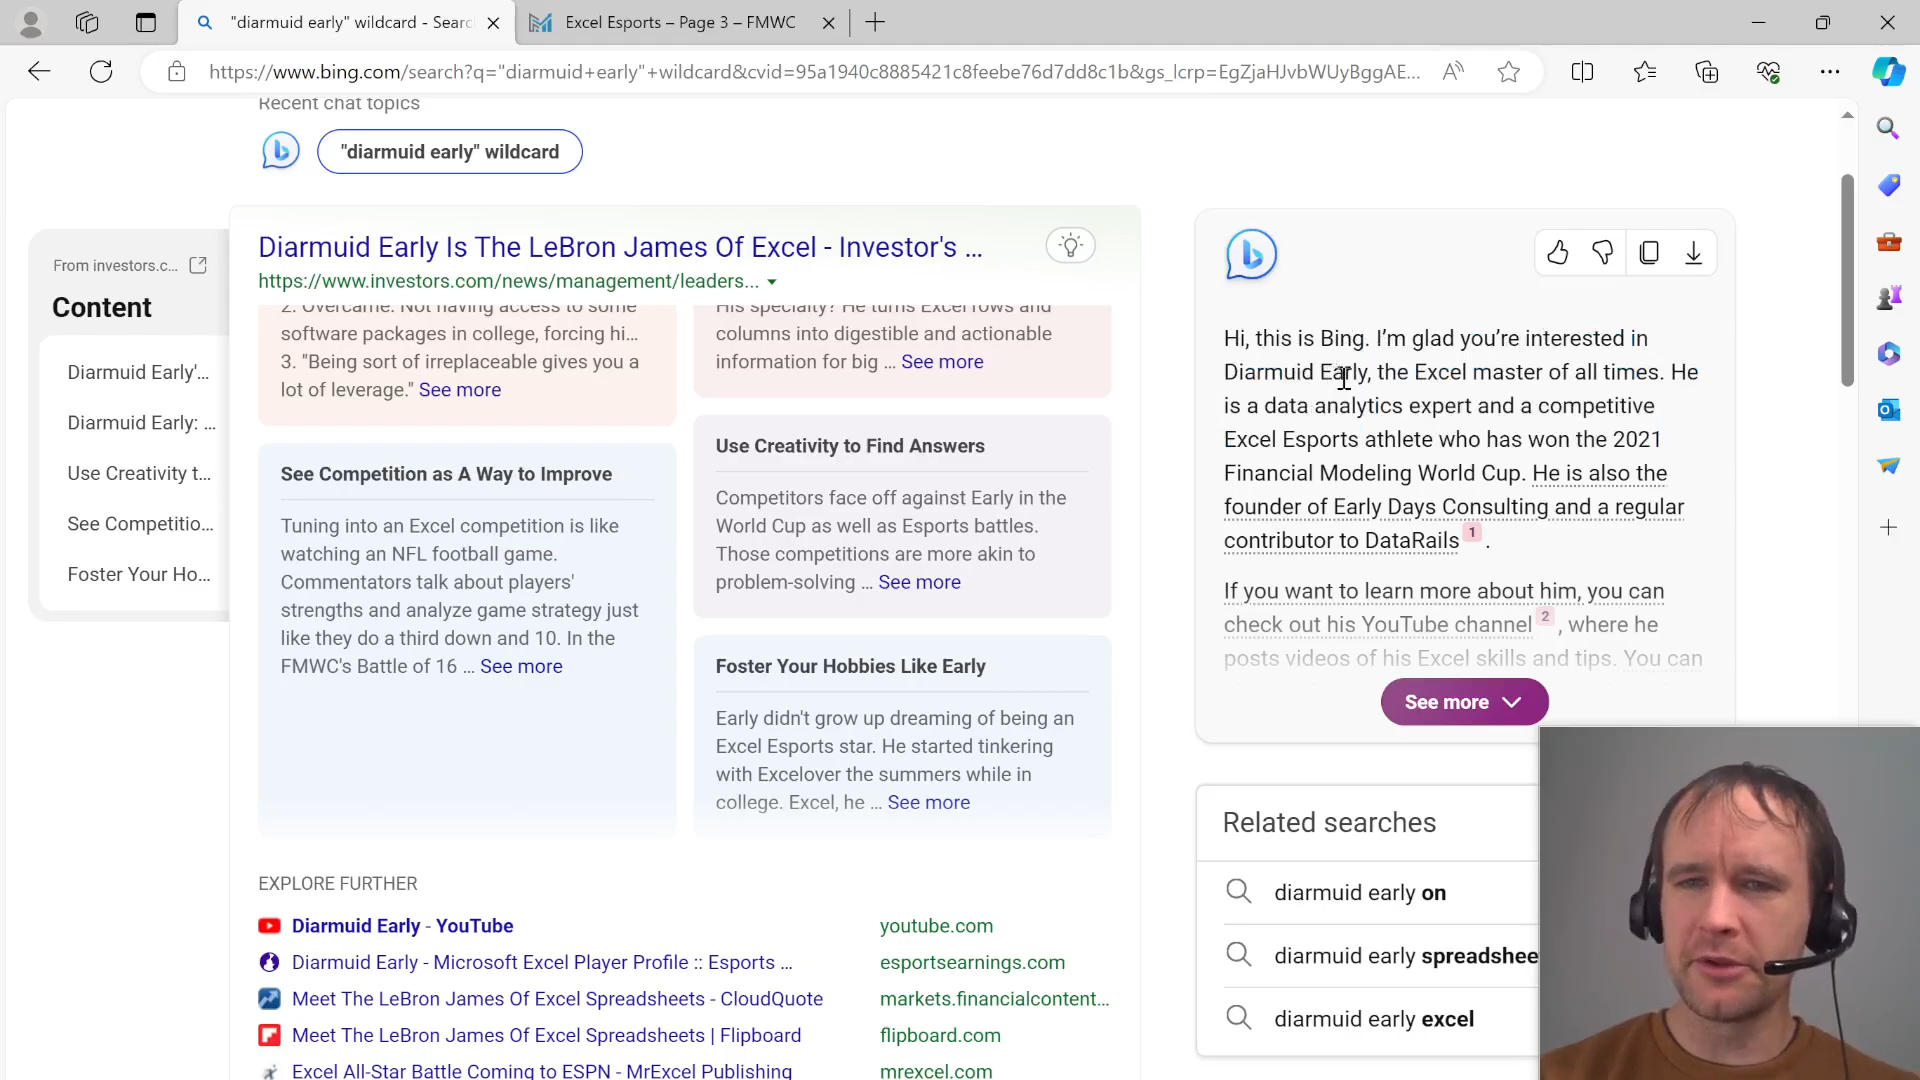 "diarmuid early" wildcard - Searc
Excel Esports – Page 3 – FMWC
https://www.bing.com/search?q="diarmuid+early"+wildcard&cvid=95a1940c8885421c8feebe76d7dd8c1b&gs_lcrp=EgZjaHJvbWUyBggAE...
Recent chat topics
"diarmuid early" wildcard
From investors.c...
Content
Diarmuid Early'...
Diarmuid Early: ...
Use Creativity t...
See Competitio...
Foster Your Ho...
Diarmuid Early Is The LeBron James Of Excel - Investor's ...
https://www.investors.com/news/management/leaders...
2. Overcame: Not having access to some
software packages in college, forcing hi...
3. "Being sort of irreplaceable gives you a
lot of leverage." See more
His specialty? He turns Excel rows and
columns into digestible and actionable
information for big ... See more
See Competition as A Way to Improve
Tuning into an Excel competition is like
watching an NFL football game.
Commentators talk about players'
strengths and analyze game strategy just
like they do a third down and 10. In the
FMWC's Battle of 16 ... See more
Use Creativity to Find Answers
Competitors face off against Early in the
World Cup as well as Esports battles.
Those competitions are more akin to
problem-solving ... See more
Foster Your Hobbies Like Early
Early didn't grow up dreaming of being an
Excel Esports star. He started tinkering
with Excelover the summers while in
college. Excel, he ... See more
EXPLORE FURTHER
Diarmuid Early - YouTube youtube.com
Diarmuid Early - Microsoft Excel Player Profile :: Esports ... esportsearnings.com
Meet The LeBron James Of Excel Spreadsheets - CloudQuote markets.financialcontent...
Meet The LeBron James Of Excel Spreadsheets | Flipboard flipboard.com
Excel All-Star Battle Coming to ESPN - MrExcel Publishing mrexcel.com
Hi, this is Bing. I'm glad you're interested in
Diarmuid Early, the Excel master of all times. He
is a data analytics expert and a competitive
Excel Esports athlete who has won the 2021
Financial Modeling World Cup. He is also the
founder of Early Days Consulting and a regular
contributor to DataRails 1 .
If you want to learn more about him, you can
check out his YouTube channel 2 , where he
posts videos of his Excel skills and tips. You can
See more
Related searches
diarmuid early on
diarmuid early spreadshee
diarmuid early excel